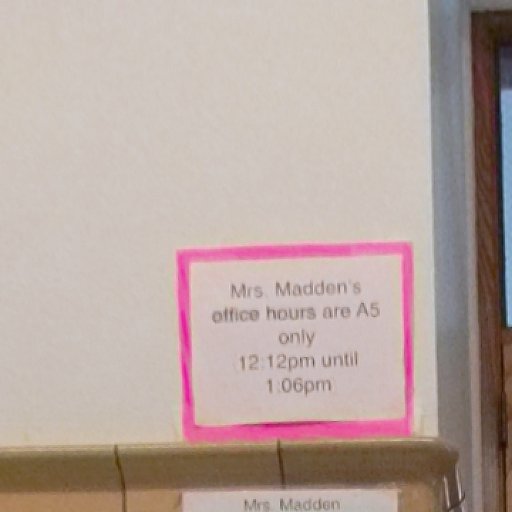 Mrs. Madden's
office hours are A5
only
12:12pm until
1:06pm
Mrs. Madden